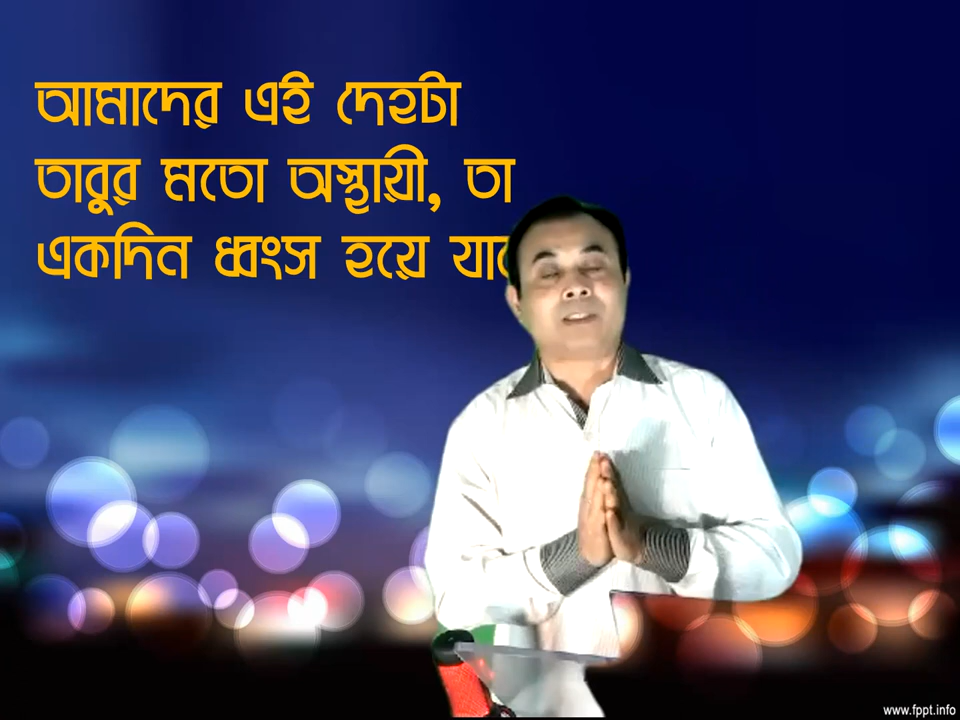 আমাদের এই দেহটা
তাবুর মতো অস্থায়ী, তা
একদিন ধ্বংস হয়ে
www.fppt.info